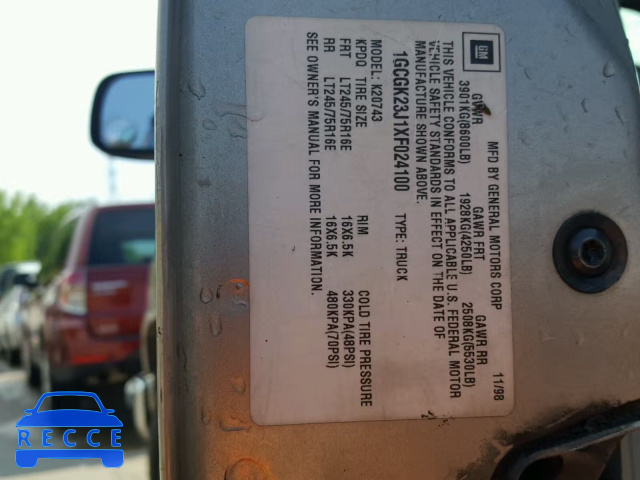 GM
MFD BY GENERAL MOTORS CORP 11/98
GVWR GAWR FRT GAWR RR
3901KG(8600LB) 1928KG(4250LB) 2508KG(5530LB)
THIS VEHICLE CONFORMS TO ALL APPLICABLE U.S. FEDERAL MOTOR
VEHICLE SAFETY STANDARDS IN EFFECT ON THE DATE OF
MANUFACTURE SHOWN ABOVE.
1GCGK23J1XF024100 TYPE: TRUCK
MODEL: K20743
KPDQ TIRE SIZE RIM COLD TIRE PRESSURE
FRT LT245/75R16E 16X6.5K 330KPA(48PSI)
RR LT245/75R16E 16X6.5K 480KPA(70PSI)
SEE OWNER'S MANUAL FOR MORE INFORMATION.
RECCE